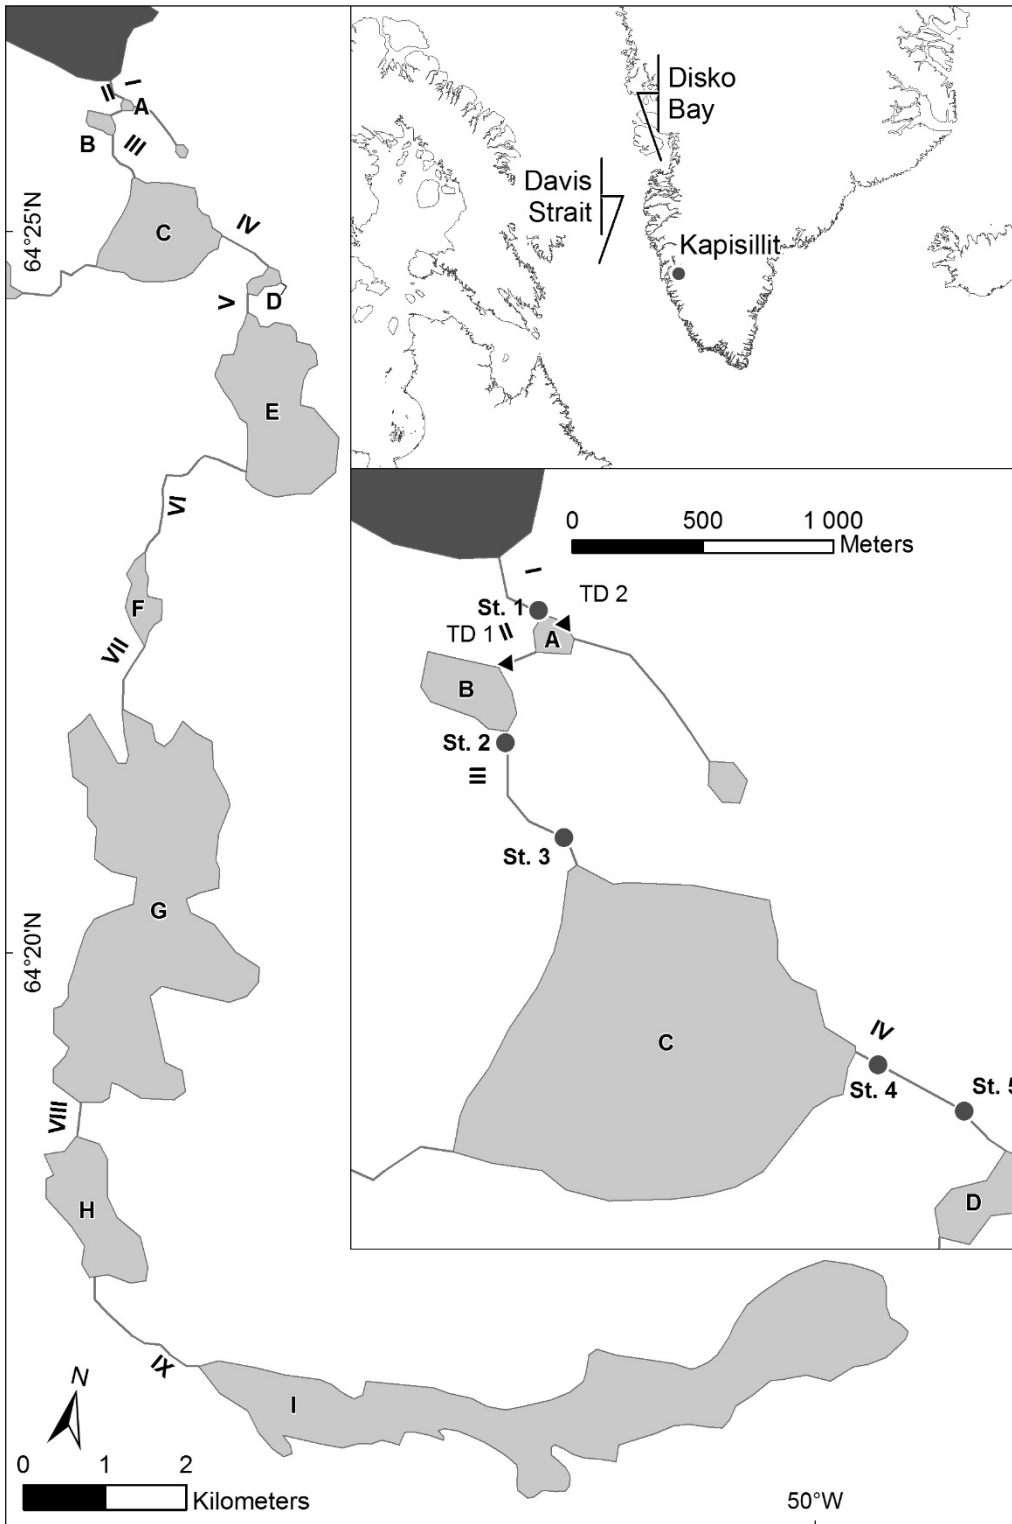 I
II
A
B
III
64°25'N
C
IV
V
D
E
VI
F
VII
64°20'N
G
VIII
H
IX
I
N
0 1 2
Kilometers
50°W
Disko
Bay
Davis
Strait
Kapisillit
0 500 1 000
Meters
I
St. 1
TD 2
TD 1
II
A
B
St. 2
III
St. 3
C
IV
St. 4
St. 5
D